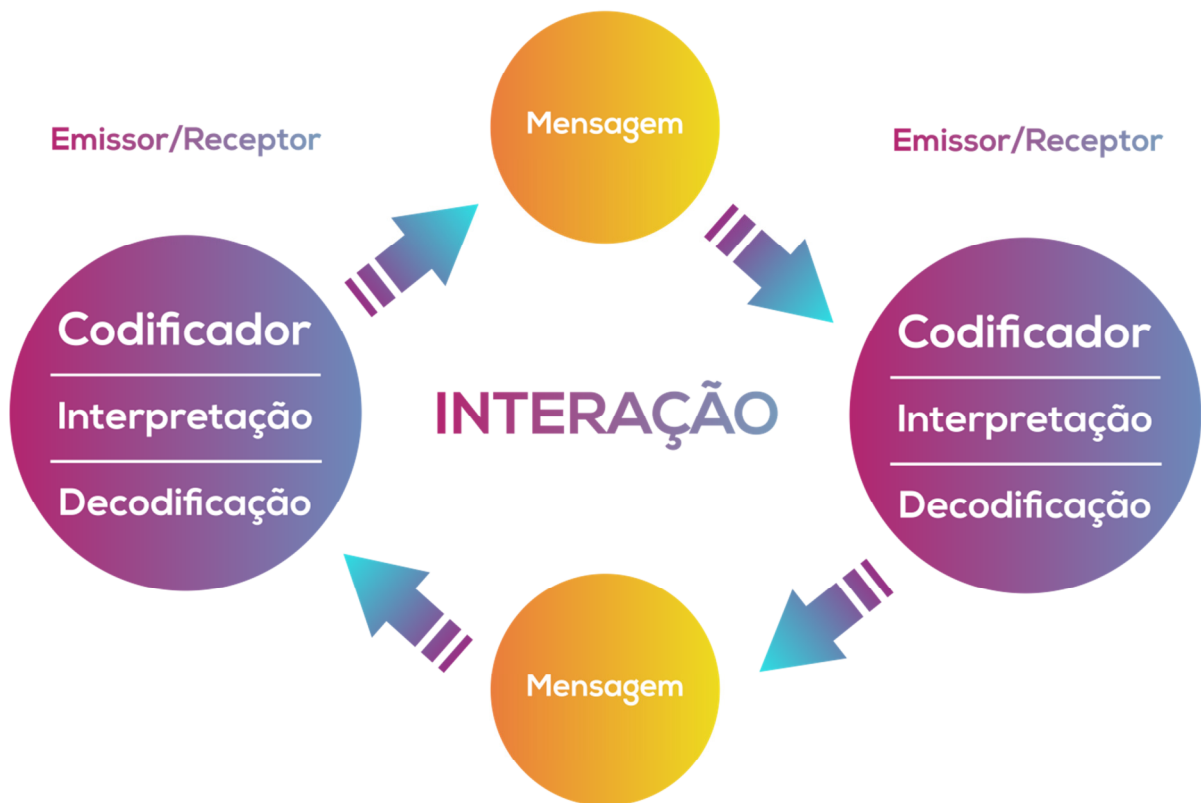 Mensagem
Emissor/Receptor
Emissor/Receptor
Codificador
Interpretação
Decodificação
INTERAÇÃO
Codificador
Interpretação
Decodificação
Mensagem